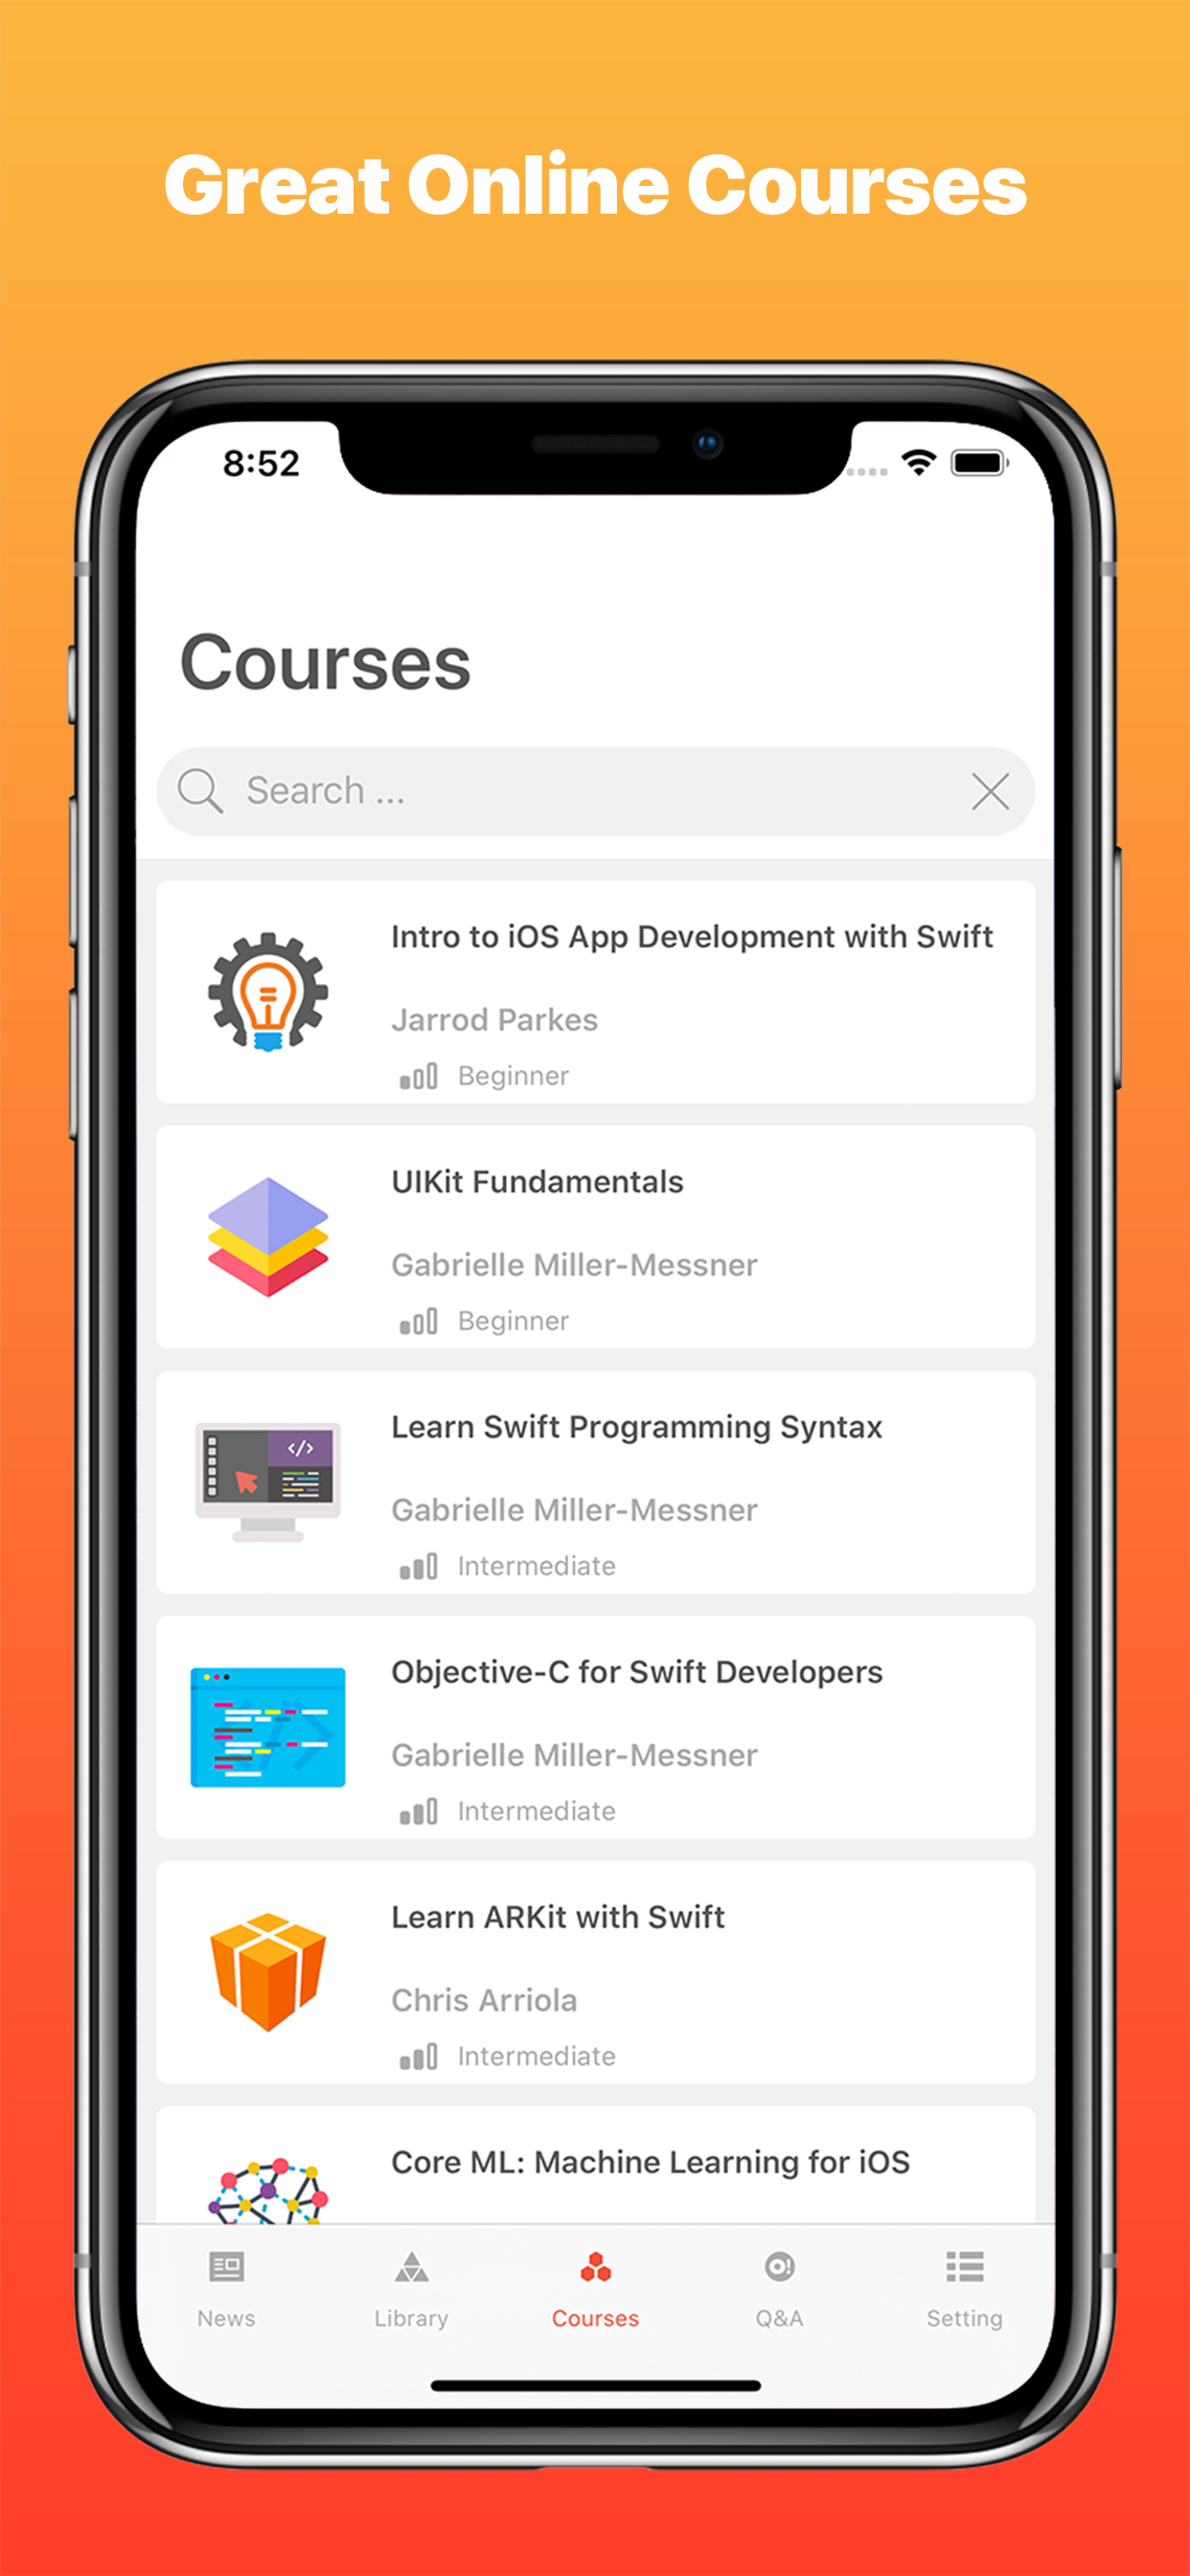 Great Online Courses
8:52
Courses
Search ...
Intro to iOS App Development with Swift
Jarrod Parkes
Beginner
UIKit Fundamentals
Gabrielle Miller-Messner
Beginner
Learn Swift Programming Syntax
Gabrielle Miller-Messner
Intermediate
Objective-C for Swift Developers
Gabrielle Miller-Messner
Intermediate
Learn ARKit with Swift
Chris Arriola
Intermediate
Core ML: Machine Learning for iOS
News
Library
Courses
Q&A
Setting